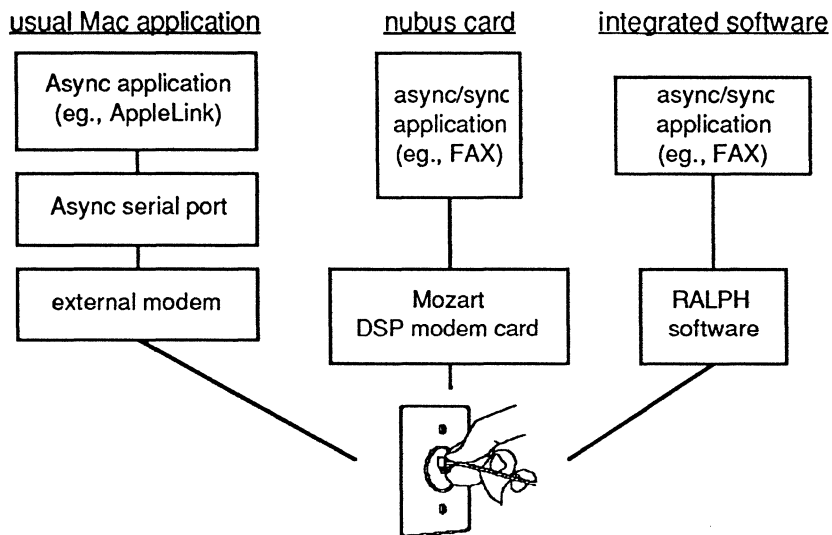 usual Mac application
Async application
(eg., AppleLink)
Async serial port
external modem
nubus card
async/sync
application
(eg., FAX)
Mozart
DSP modem card
integrated software
async/sync
application
(eg., FAX)
RALPH
software